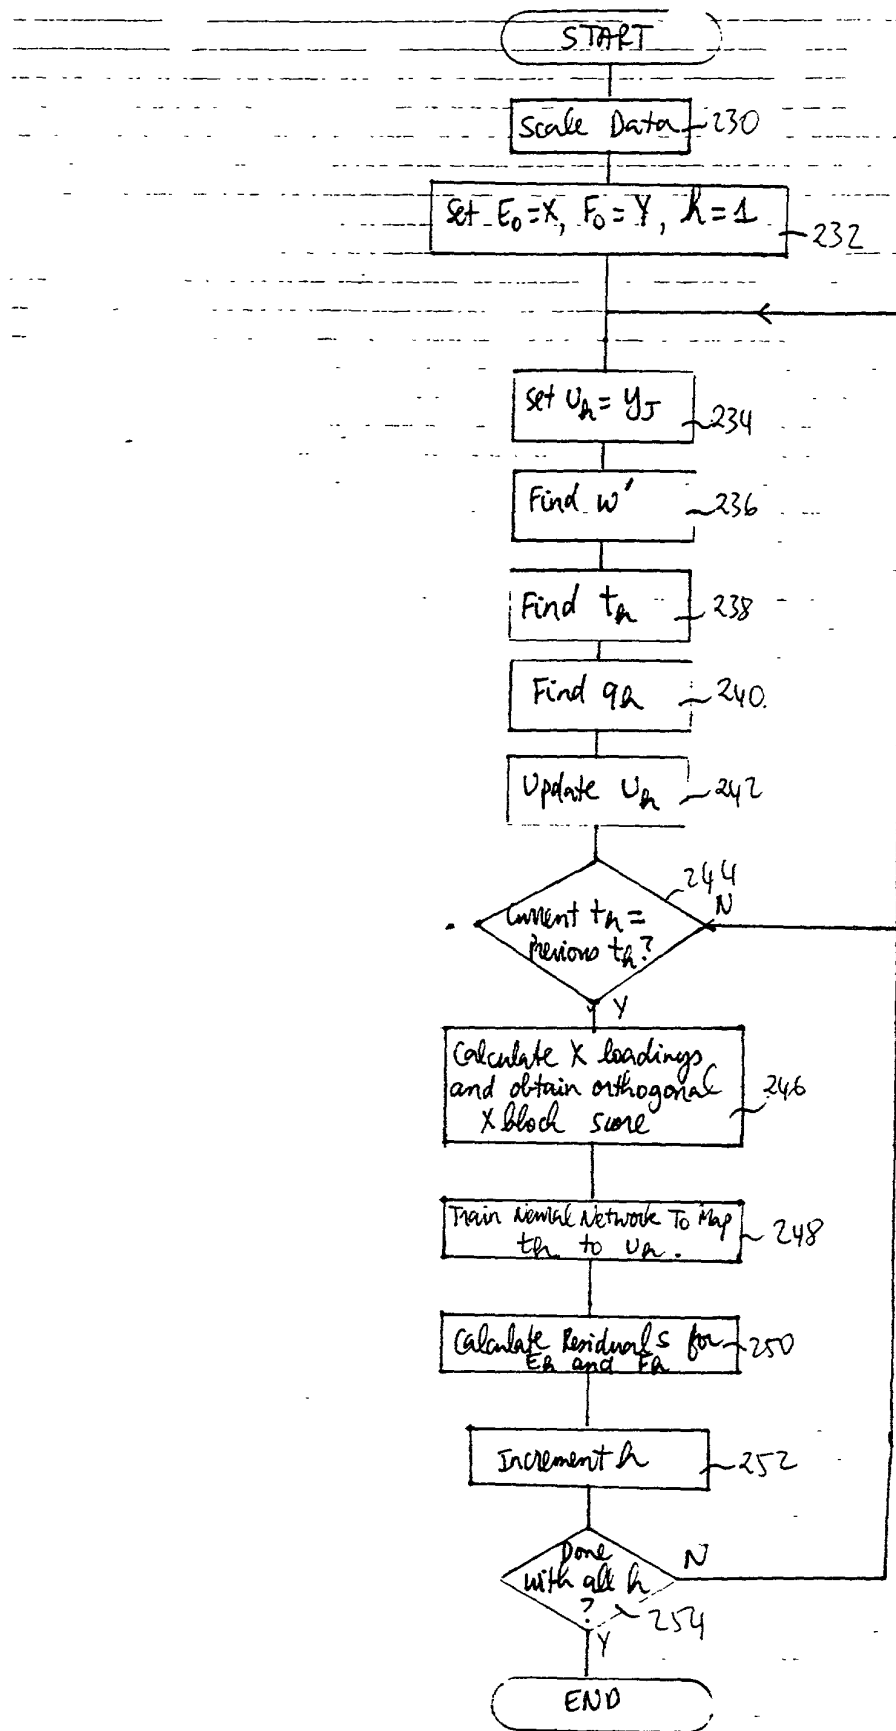 START
Scale Data 230
Set E₀=X, F₀=Y, h=1 232
Set Uh = yJ 234
Find w' 236
Find th 238
Find qh 240.
Update Uh 242
244
N
Current th =
Previous th?
Y
Calculate X loadings
and obtain orthogonal
X block score
246
Train Neural Network To Map
th to Uh.
248
Calculate Residuals for
Eh and Fh
250
Increment h 252
Done
with all h
?
N
254
Y
END